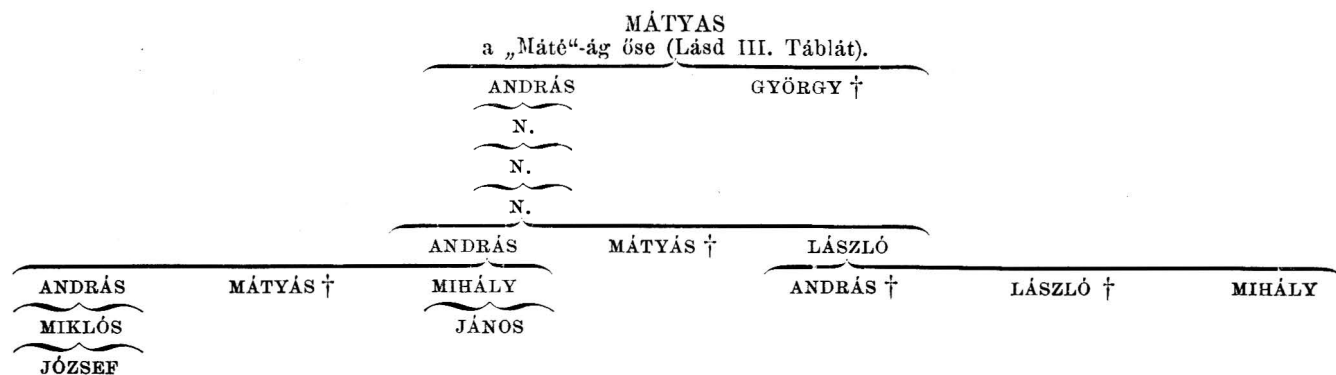 MÁTYAS
a „Máté“-ág őse (Lásd III. Táblát).
ANDRÁS GYÖRGY †
N.
N.
N.
ANDRÁS MÁTYÁS † LÁSZLÓ
ANDRÁS MÁTYÁS † MIHÁLY ANDRÁS † LÁSZLÓ † MIHÁLY
MIKLÓS JÁNOS
JÓZSEF